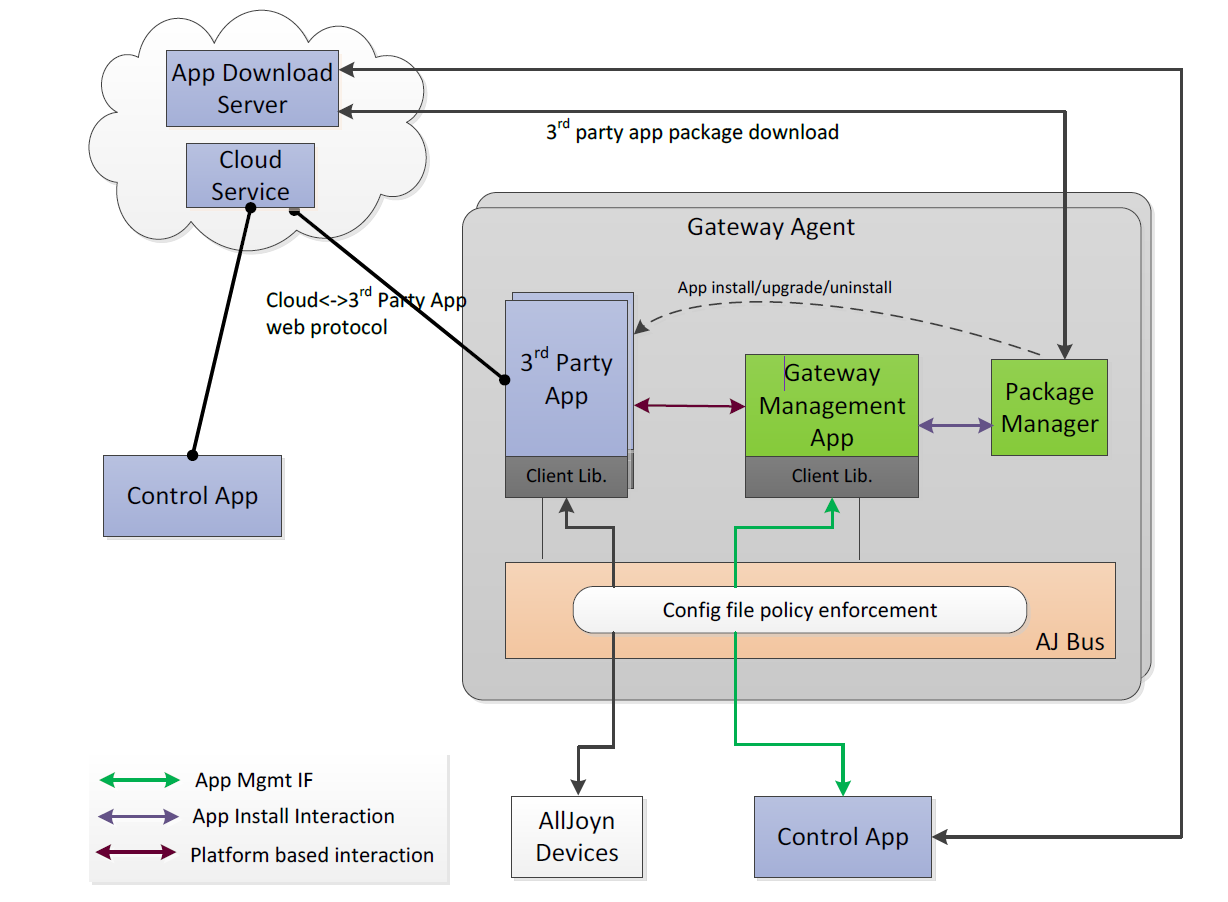 App Download
Server
3rd party app package download
Cloud
Service
Gateway Agent
Cloud<->3rd Party App
web protocol
App install/upgrade/uninstall
3rd Party
App
Client Lib.
Gateway
Management
App
Client Lib.
Package
Manager
Control App
Config file policy enforcement
AJ Bus
App Mgmt IF
App Install Interaction
Platform based interaction
AllJoyn
Devices
Control App